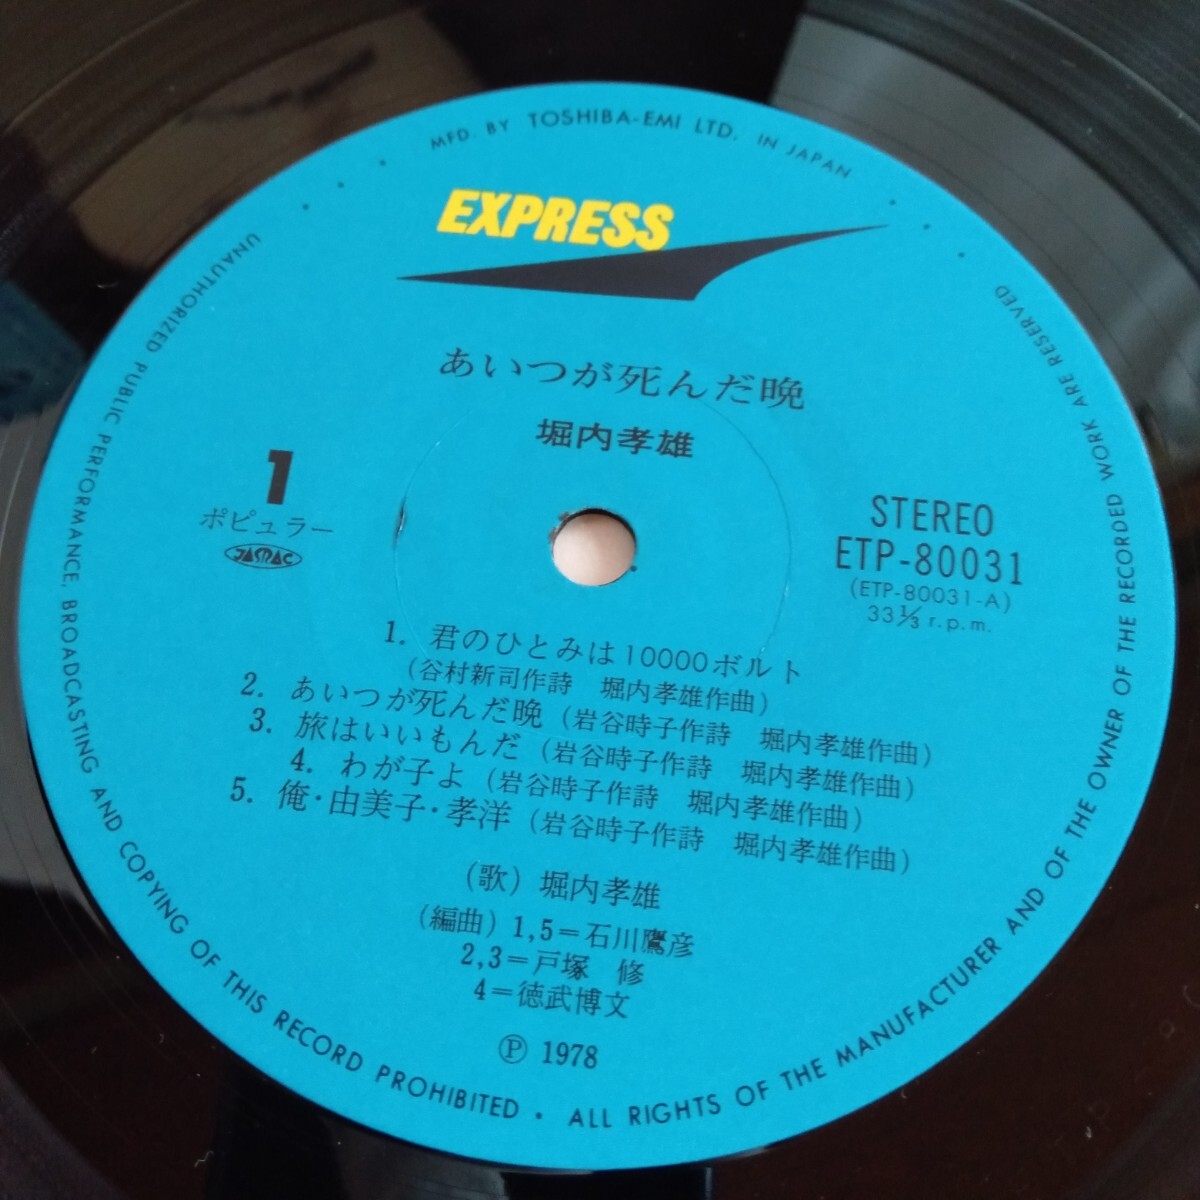 MFD. BY TOSHIBA-EMI LTD. IN JAPAN
EXPRESS
あいつが死んだ晩
堀内孝雄
1
ポピュラー
JASRAC
STEREO
ETP-80031
(ETP-80031-A)
33⅓ r.p.m.
1. 君のひとみは10000ボルト
(谷村新司作詩 堀内孝雄作曲)
2. あいつが死んだ晩 (岩谷時子作詩 堀内孝雄作曲)
3. 旅はいいもんだ (岩谷時子作詩 堀内孝雄作曲)
4. わが子よ (岩谷時子作詩 堀内孝雄作曲)
5. 俺・由美子・孝洋 (岩谷時子作詩 堀内孝雄作曲)
(歌) 堀内孝雄
(編曲) 1,5=石川鷹彦
2,3=戸塚 修
4=徳武博文
Ⓟ 1978
UNAUTHORIZED PUBLIC PERFORMANCE, BROADCASTING AND COPYING OF THIS RECORD PROHIBITED • ALL RIGHTS OF THE MANUFACTURER AND OF THE OWNER OF THE RECORDED WORK ARE RESERVED